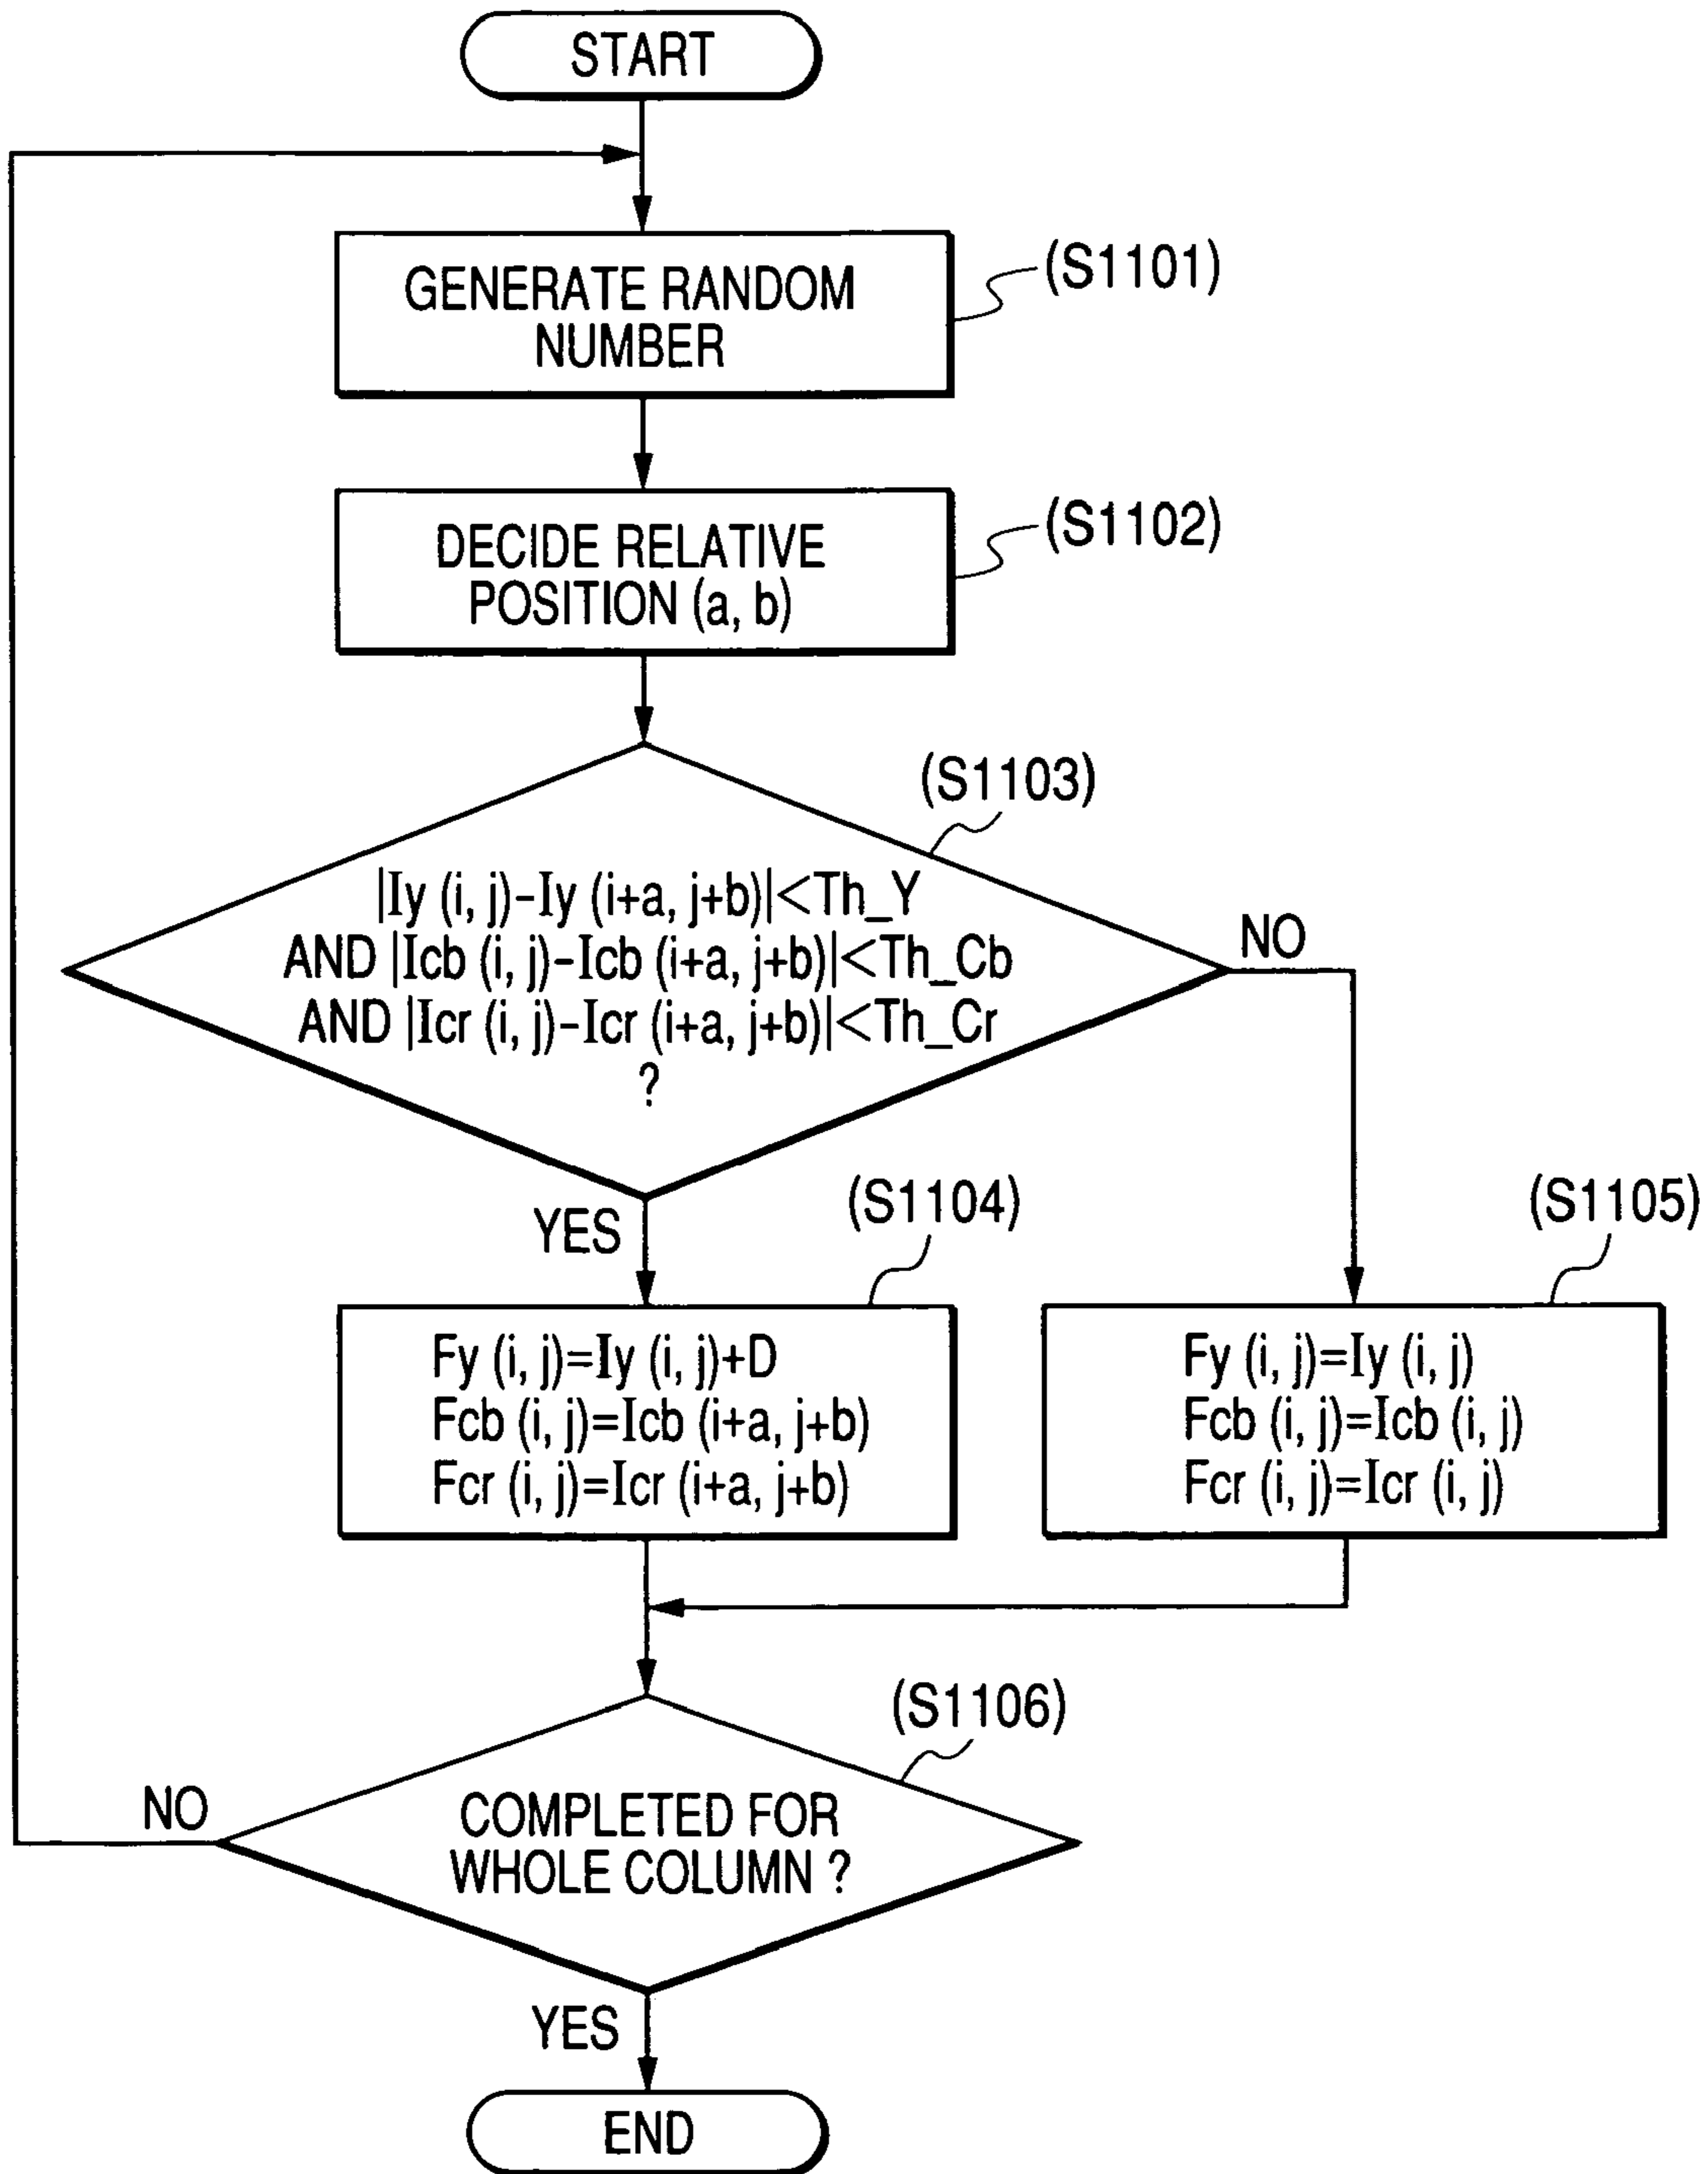 START
GENERATE RANDOM
NUMBER
(S1101)
DECIDE RELATIVE
POSITION (a, b)
(S1102)
(S1103)
|Iy (i, j)-Iy (i+a, j+b)|<Th_Y
AND |Icb (i, j)-Icb (i+a, j+b)|<Th_Cb
AND |Icr (i, j)-Icr (i+a, j+b)|<Th_Cr
?
NO
YES
(S1104)
(S1105)
Fy (i, j)=Iy (i, j)+D
Fcb (i, j)=Icb (i+a, j+b)
Fcr (i, j)=Icr (i+a, j+b)
Fy (i, j)=Iy (i, j)
Fcb (i, j)=Icb (i, j)
Fcr (i, j)=Icr (i, j)
(S1106)
NO
COMPLETED FOR
WHOLE COLUMN ?
YES
END